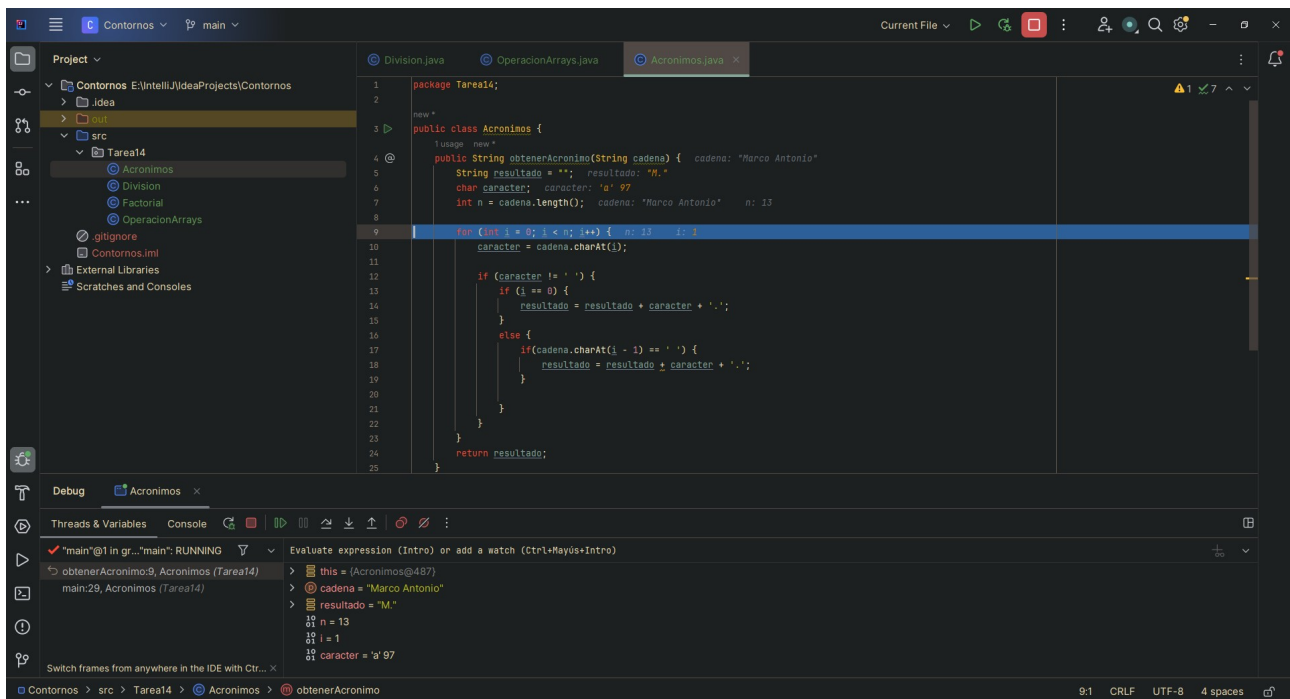 C Contornos main Current File
Project
Contornos E:\IntelliJ\IdeaProjects\Contornos
.idea
out
src
Tarea14
Acronimos
Division
Factorial
OperacionArrays
.gitignore
Contornos.iml
External Libraries
Scratches and Consoles
Division.java OperacionArrays.java Acronimos.java
1 package Tarea14;
2
new *
3 public class Acronimos {
1 usage new *
4 public String obtenerAcronimo(String cadena) { cadena: "Marco Antonio"
5 String resultado = ""; resultado: "M."
6 char caracter; caracter: 'a' 97
7 int n = cadena.length(); cadena: "Marco Antonio" n: 13
8
9 for (int i = 0; i < n; i++) { n: 13 i: 1
10 caracter = cadena.charAt(i);
11
12 if (caracter != ' ') {
13 if (i == 0) {
14 resultado = resultado + caracter + '.';
15 }
16 else {
17 if(cadena.charAt(i - 1) == ' ') {
18 resultado = resultado + caracter + '.';
19 }
20
21 }
22 }
23 }
24 return resultado;
25 }
1 7
Debug Acronimos
Threads & Variables Console
"main"@1 in gr..."main": RUNNING
obtenerAcronimo:9, Acronimos (Tarea14)
main:29, Acronimos (Tarea14)
Switch frames from anywhere in the IDE with Ctr...
Evaluate expression (Intro) or add a watch (Ctrl+Mayús+Intro)
this = {Acronimos@487}
cadena = "Marco Antonio"
resultado = "M."
n = 13
i = 1
caracter = 'a' 97
Contornos > src > Tarea14 > Acronimos > obtenerAcronimo 9:1 CRLF UTF-8 4 spaces